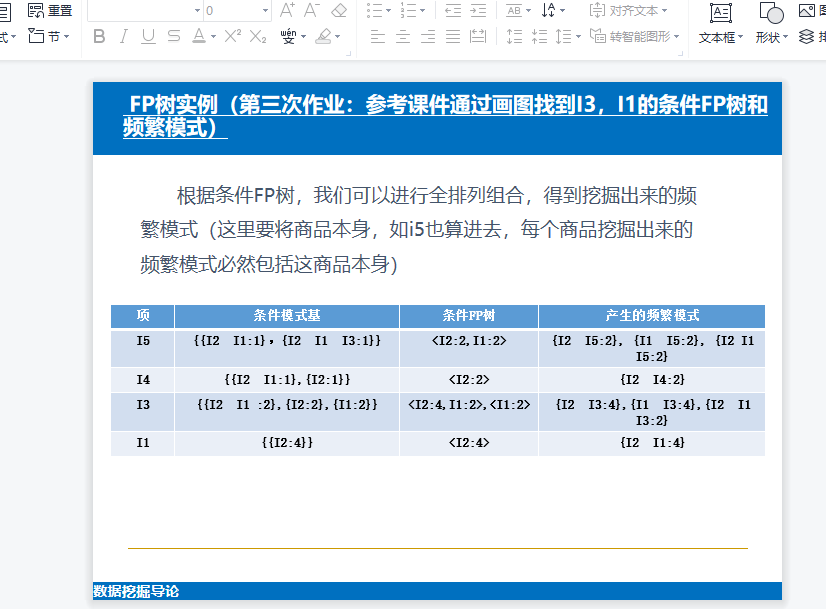 重置
0
A⁺ A⁻
AB
对齐文本
文本框
形状
式
节
B I U S A X² X₂
wén
变
转智能图形
FP树实例（第三次作业：参考课件通过画图找到I3，I1的条件FP树和
频繁模式）
根据条件FP树，我们可以进行全排列组合，得到挖掘出来的频
繁模式（这里要将商品本身，如i5也算进去，每个商品挖掘出来的
频繁模式必然包括这商品本身）
项 条件模式基 条件FP树 产生的频繁模式
I5 {{I2 I1:1}，{I2 I1 I3:1}} <I2:2,I1:2> {I2 I5:2}, {I1 I5:2}, {I2 I1
I5:2}
I4 {{I2 I1:1},{I2:1}} <I2:2> {I2 I4:2}
I3 {{I2 I1 :2},{I2:2},{I1:2}} <I2:4,I1:2>,<I1:2> {I2 I3:4},{I1 I3:4},{I2 I1
I3:2}
I1 {{I2:4}} <I2:4> {I2 I1:4}
数据挖掘导论